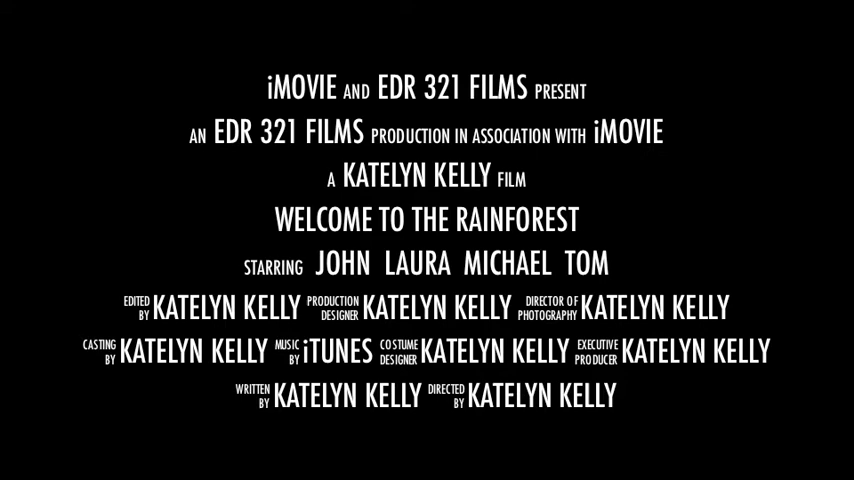 iMOVIE AND EDR 321 FILMS PRESENT
AN EDR 321 FILMS PRODUCTION IN ASSOCIATION WITH iMOVIE
A KATELYN KELLY FILM
WELCOME TO THE RAINFOREST
STARRING JOHN LAURA MICHAEL TOM
EDITED BY KATELYN KELLY PRODUCTION DESIGNER KATELYN KELLY DIRECTOR OF PHOTOGRAPHY KATELYN KELLY
CASTING BY KATELYN KELLY MUSIC BY iTUNES COSTUME DESIGNER KATELYN KELLY EXECUTIVE PRODUCER KATELYN KELLY
WRITTEN BY KATELYN KELLY DIRECTED BY KATELYN KELLY